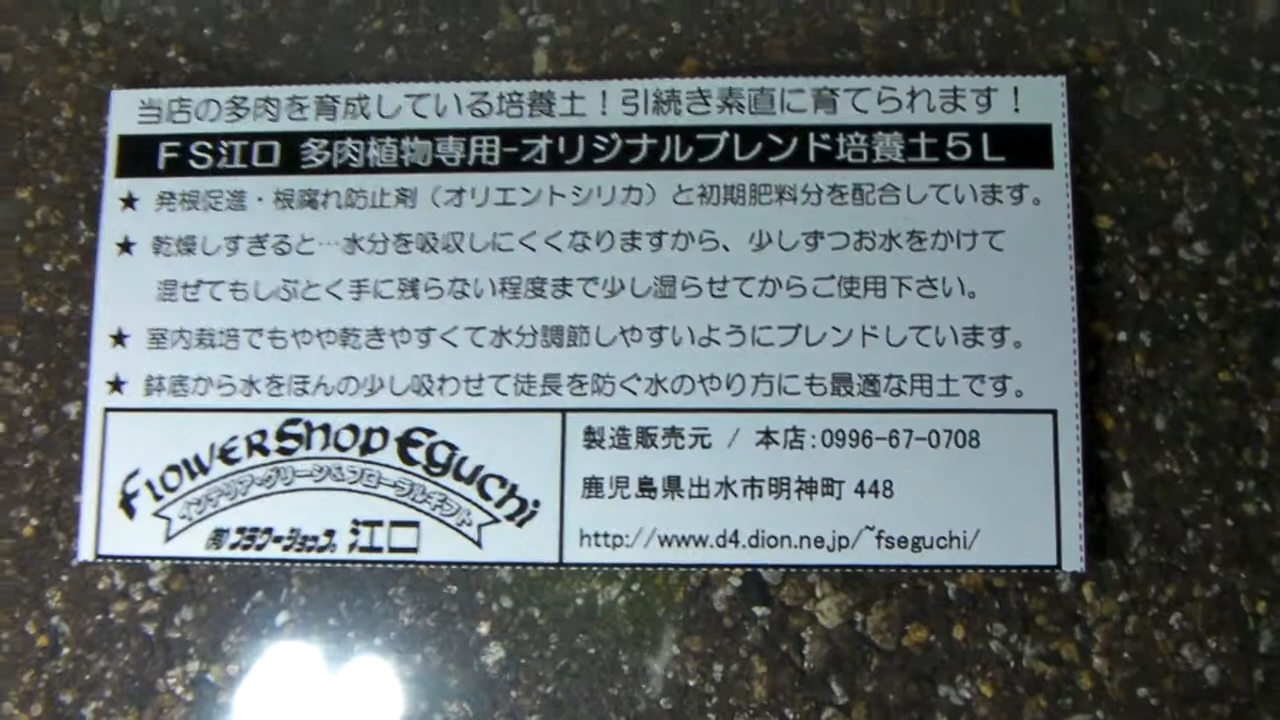 当店の多肉を育成している培養土！引続き素直に育てられます！
ＦＳ江口 多肉植物専用-オリジナルブレンド培養土５Ｌ
★ 発根促進・根腐れ防止剤（オリエントシリカ）と初期肥料分を配合しています。
★ 乾燥しすぎると…水分を吸収しにくくなりますから、少しずつお水をかけて
混ぜてもしぶとく手に残らない程度まで少し湿らせてからご使用下さい。
★ 室内栽培でもやや乾きやすくて水分調節しやすいようにブレンドしています。
★ 鉢底から水をほんの少し吸わせて徒長を防ぐ水のやり方にも最適な用土です。
FLOWER SHOP EGUCHI
インテリア・グリーン&フローラルギフト
㈲フラワーショップ。江口
製造販売元 / 本店:0996-67-0708
鹿児島県出水市明神町 448
http://www.d4.dion.ne.jp/~fseguchi/